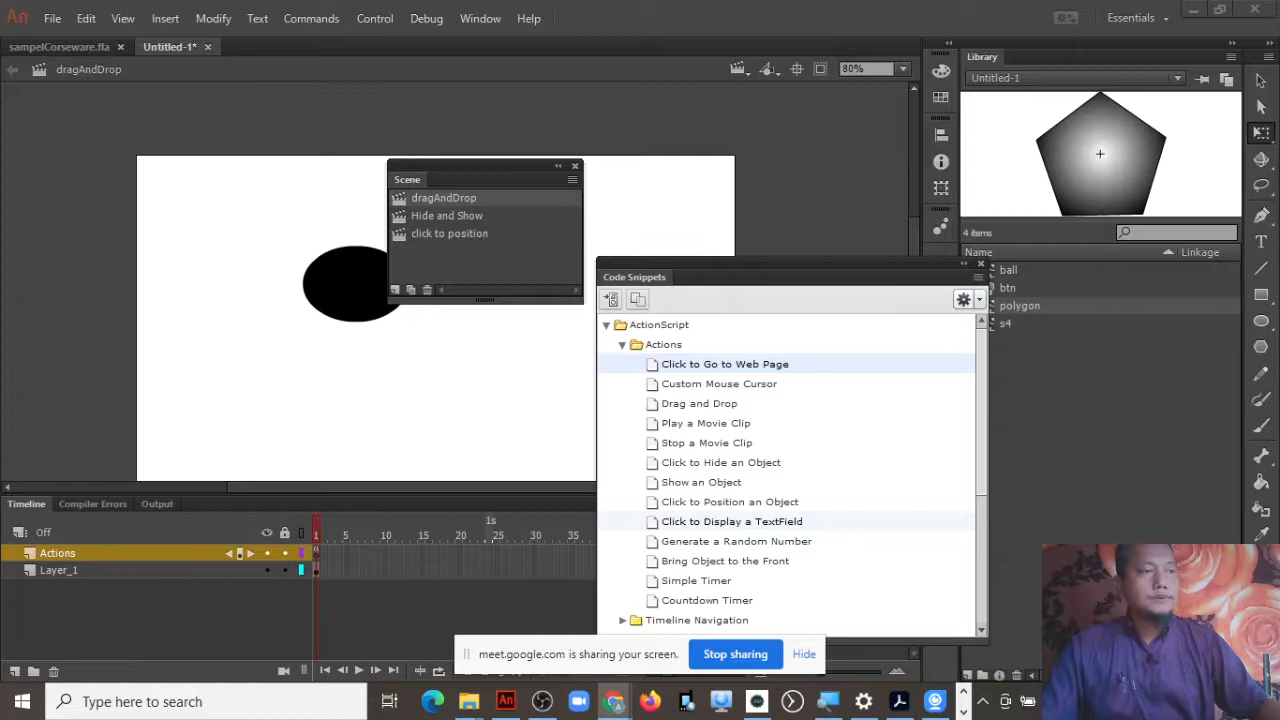 An File Edit View Insert Modify Text Commands Control Debug Window Help Essentials
sampelCorseware.fla × Untitled-1* ×
dragAndDrop 80%
Library
Untitled-1
4 items
Name Linkage
ball
btn
polygon
s4
Scene
dragAndDrop
Hide and Show
click to position
Code Snippets
ActionScript
Actions
Click to Go to Web Page
Custom Mouse Cursor
Drag and Drop
Play a Movie Clip
Stop a Movie Clip
Click to Hide an Object
Show an Object
Click to Position an Object
Click to Display a TextField
Generate a Random Number
Bring Object to the Front
Simple Timer
Countdown Timer
Timeline Navigation
Timeline Compiler Errors Output
Off 1s
1 5 10 15 20 25 30 35
Actions
Layer_1
meet.google.com is sharing your screen. Stop sharing Hide
Type here to search An